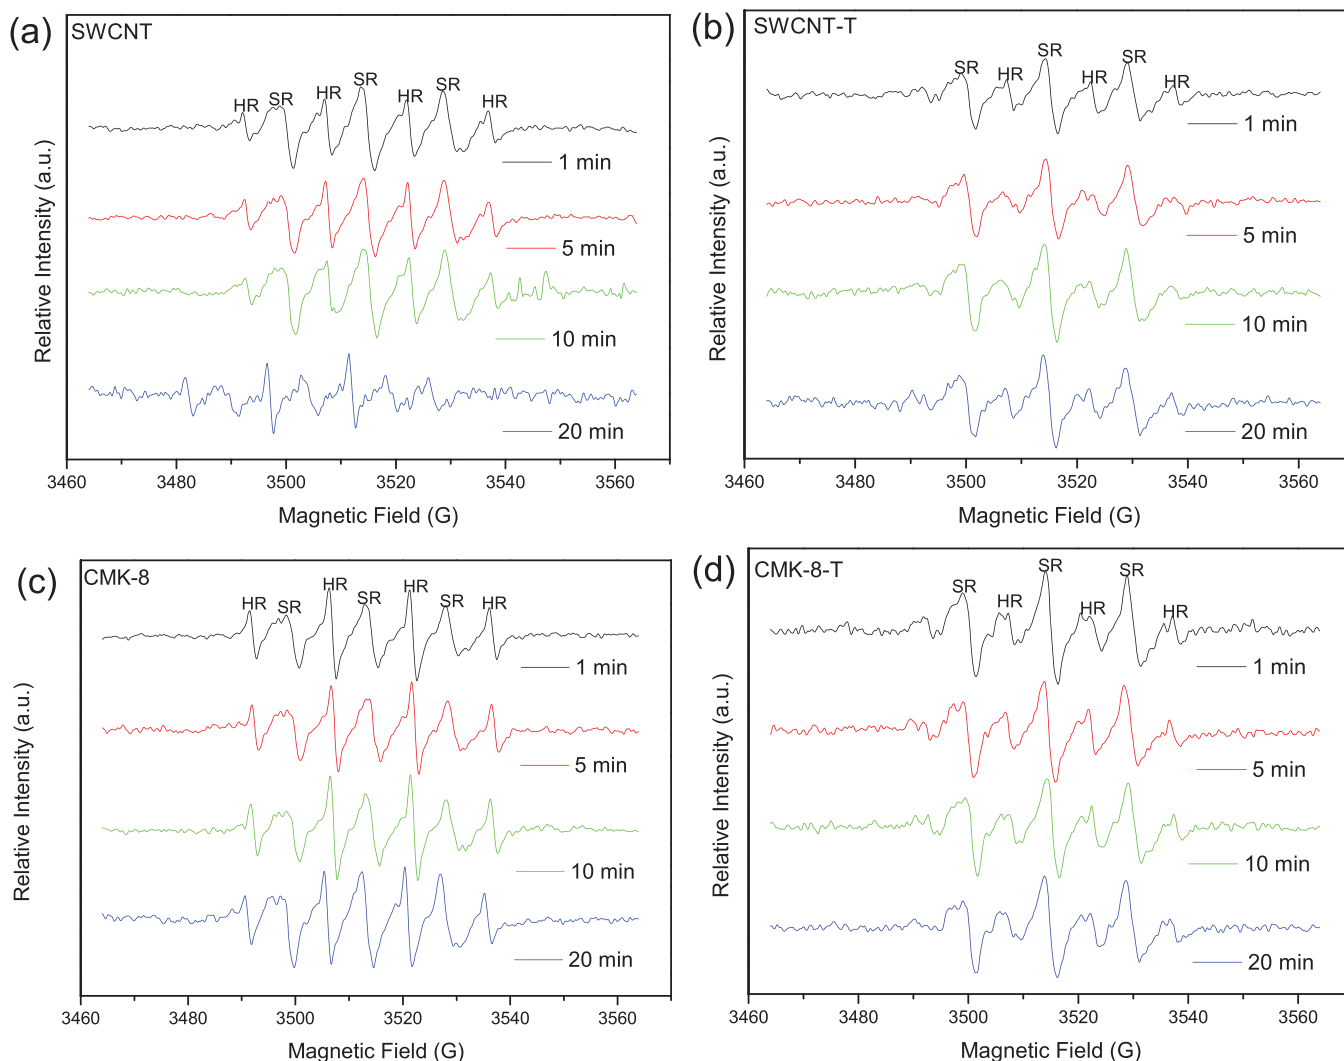 (a)
SWCNT
HR SR HR SR HR SR HR
1 min
5 min
10 min
20 min
Relative Intensity (a.u.)
3460 3480 3500 3520 3540 3560
Magnetic Field (G)
(b)
SWCNT-T
SR HR SR HR SR HR
1 min
5 min
10 min
20 min
Relative Intensity (a.u.)
3460 3480 3500 3520 3540 3560
Magnetic Field (G)
(c)
CMK-8
HR SR HR SR HR SR HR
1 min
5 min
10 min
20 min
Relative Intensity (a.u.)
3460 3480 3500 3520 3540 3560
Magnetic Field (G)
(d)
CMK-8-T
SR HR SR HR SR HR
1 min
5 min
10 min
20 min
Relative Intensity (a.u.)
3460 3480 3500 3520 3540 3560
Magnetic Field (G)